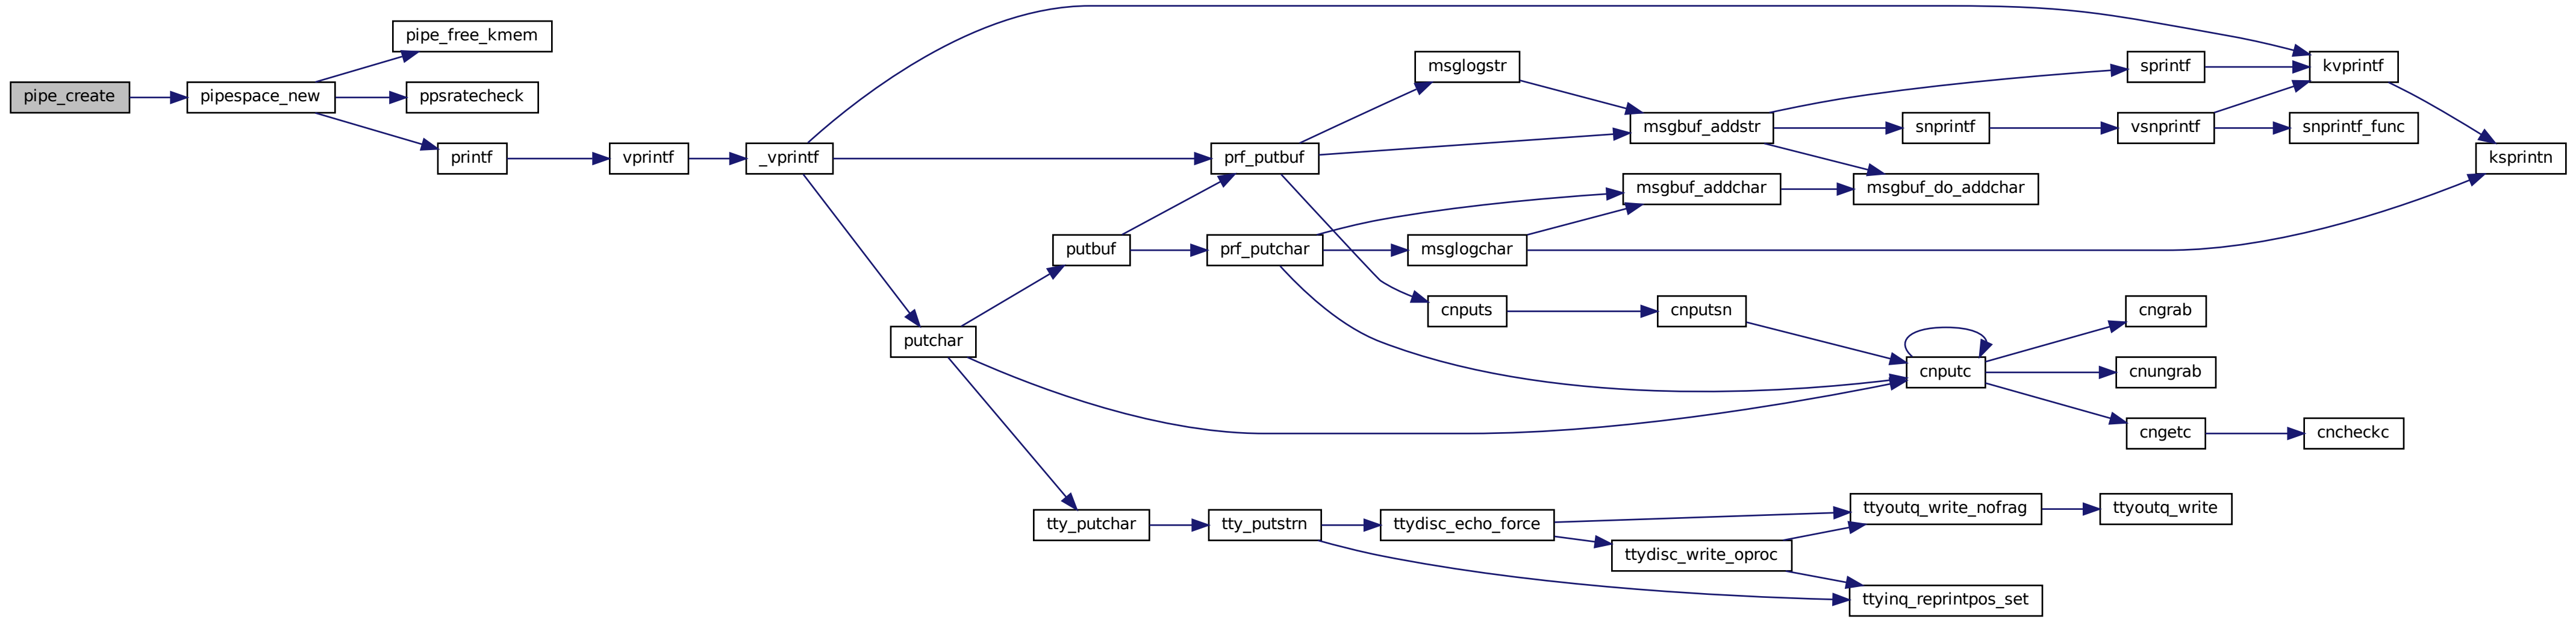 pipe_create
pipespace_new
pipe_free_kmem
ppsratecheck
printf
vprintf
_vprintf
putchar
putbuf
tty_putchar
prf_putbuf
prf_putchar
tty_putstrn
msglogstr
msglogchar
cnputs
ttydisc_echo_force
msgbuf_addstr
msgbuf_addchar
cnputsn
ttydisc_write_oproc
snprintf
msgbuf_do_addchar
cnputc
ttyoutq_write_nofrag
ttyinq_reprintpos_set
sprintf
vsnprintf
cngrab
cnungrab
cngetc
ttyoutq_write
kvprintf
snprintf_func
cncheckc
ksprintn